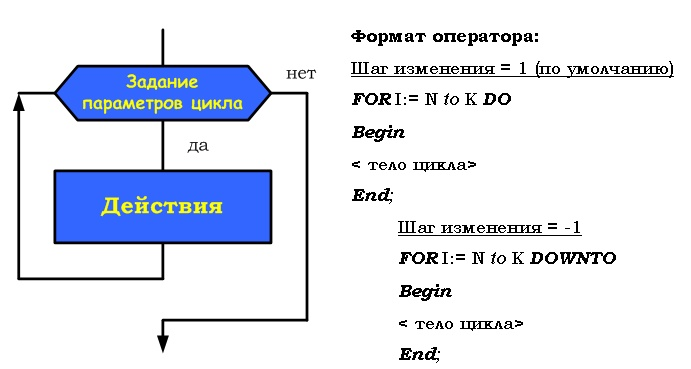 Задание
параметров цикла
нет
да
Действия
Формат оператора:
Шаг изменения = 1 (по умолчанию)
FOR I:= N to K DO
Begin
< тело цикла>
End;
Шаг изменения = -1
FOR I:= N to K DOWNTO
Begin
< тело цикла>
End;